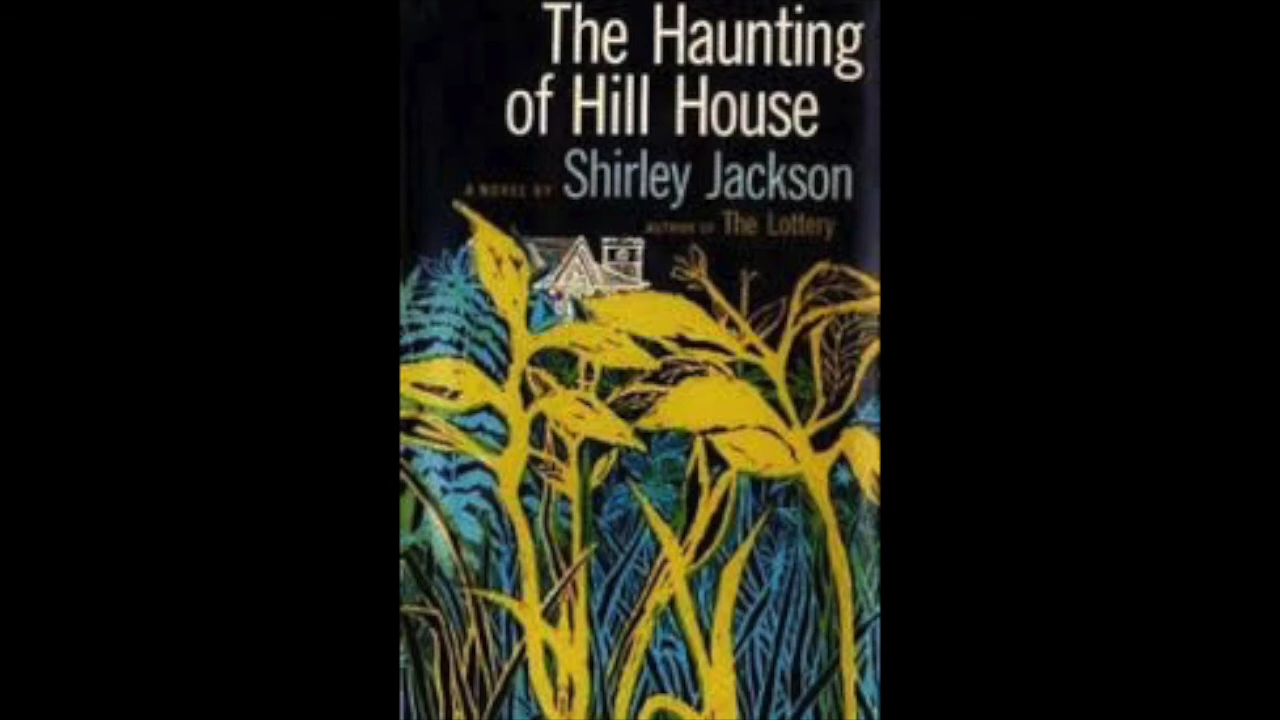 The Haunting
of Hill House
A NOVEL BY Shirley Jackson
AUTHOR OF The Lottery